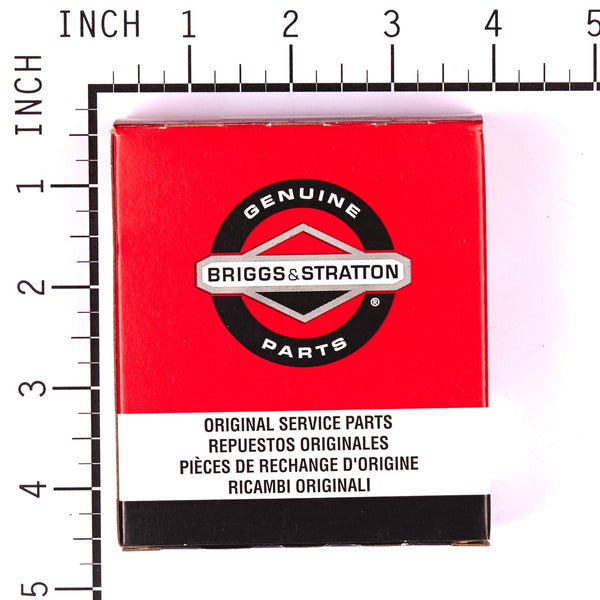 INCH 1 2 3 4 5
INCH
1
2
3
4
5
GENUINE
BRIGGS&STRATTON
®
PARTS
ORIGINAL SERVICE PARTS
REPUESTOS ORIGINALES
PIÈCES DE RECHANGE D'ORIGINE
RICAMBI ORIGINALI